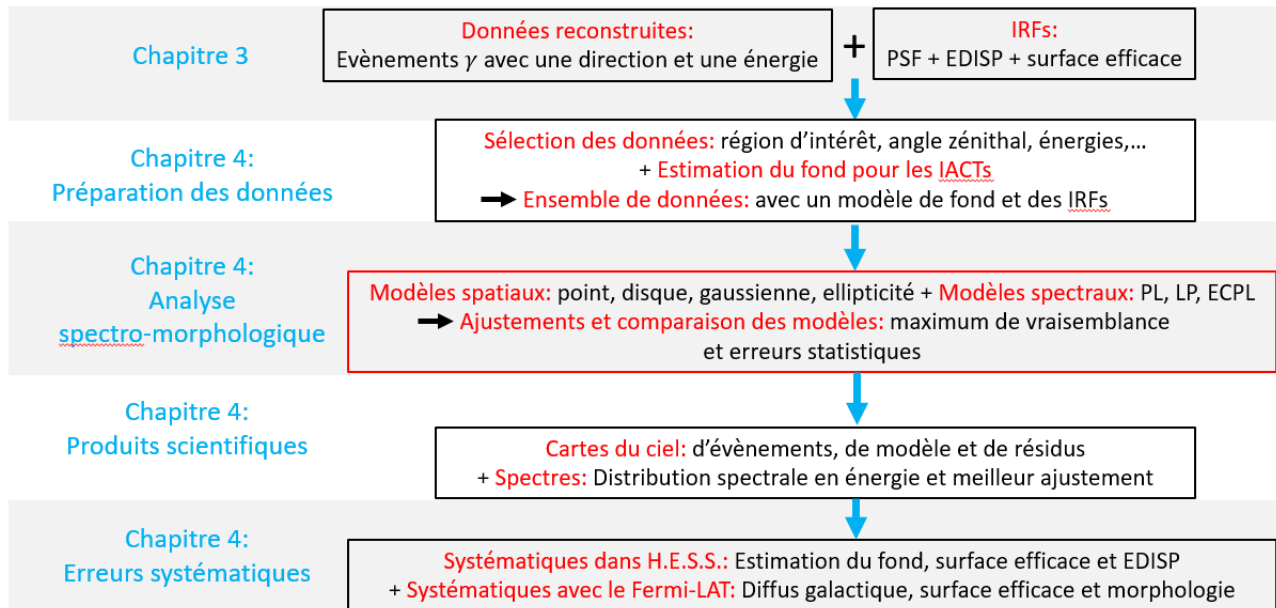 Chapitre 3
Données reconstruites:
Evènements γ avec une direction et une énergie
+
IRFs:
PSF + EDISP + surface efficace
Chapitre 4:
Préparation des données
Sélection des données: région d'intérêt, angle zénithal, énergies,...
+ Estimation du fond pour les IACTs
➡ Ensemble de données: avec un modèle de fond et des IRFs
Chapitre 4:
Analyse
spectro-morphologique
Modèles spatiaux: point, disque, gaussienne, ellipticité + Modèles spectraux: PL, LP, ECPL
➡ Ajustements et comparaison des modèles: maximum de vraisemblance
et erreurs statistiques
Chapitre 4:
Produits scientifiques
Cartes du ciel: d'évènements, de modèle et de résidus
+ Spectres: Distribution spectrale en énergie et meilleur ajustement
Chapitre 4:
Erreurs systématiques
Systématiques dans H.E.S.S.: Estimation du fond, surface efficace et EDISP
+ Systématiques avec le Fermi-LAT: Diffus galactique, surface efficace et morphologie